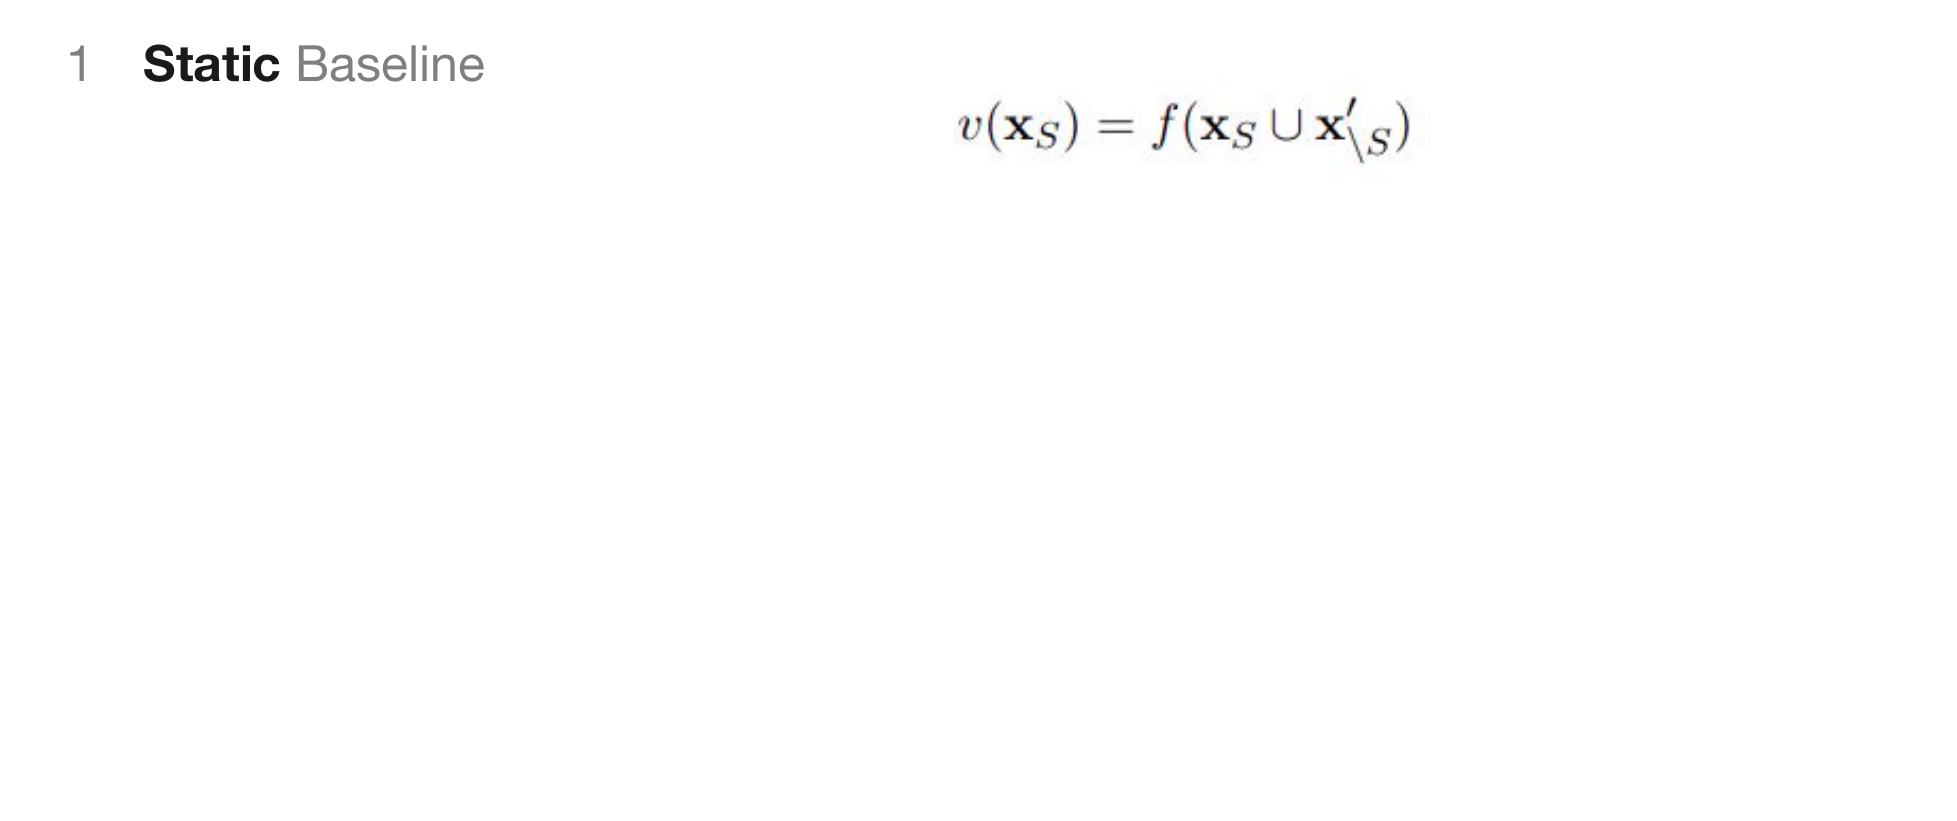 1 Static Baseline
v(x_S) = f(x_S ∪ x'_{\S})